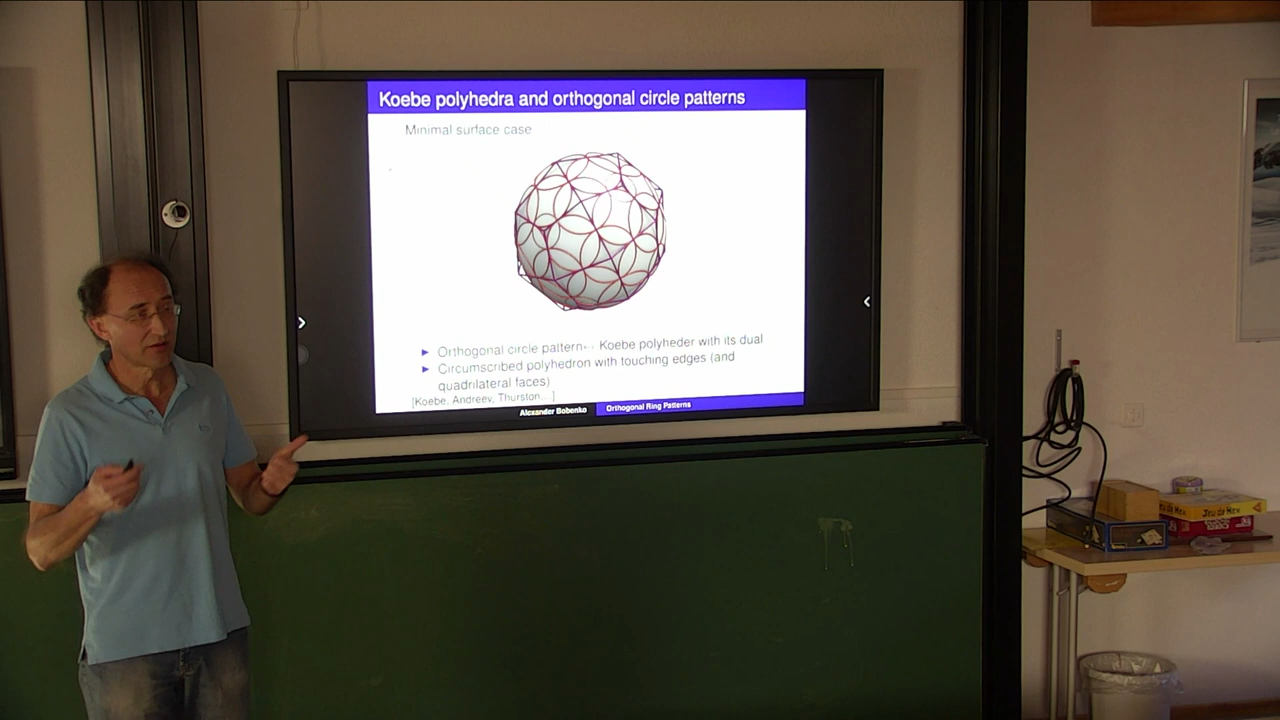 Koebe polyhedra and orthogonal circle patterns
Minimal surface case
Orthogonal circle pattern↔ Koebe polyheder with its dual
Circumscribed polyhedron with touching edges (and
quadrilateral faces)
[Koebe, Andreev, Thurston,...]
Alexander Bobenko
Orthogonal Ring Patterns
Jeu de Hex